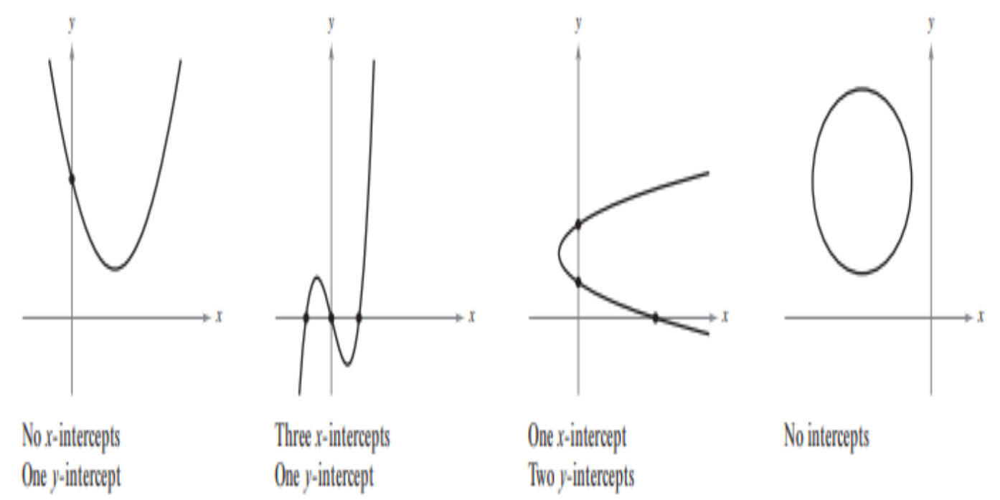 y
y
y
y
x
x
x
x
No x-intercepts
One y-intercept
Three x-intercepts
One y-intercept
One x-intercept
Two y-intercepts
No intercepts